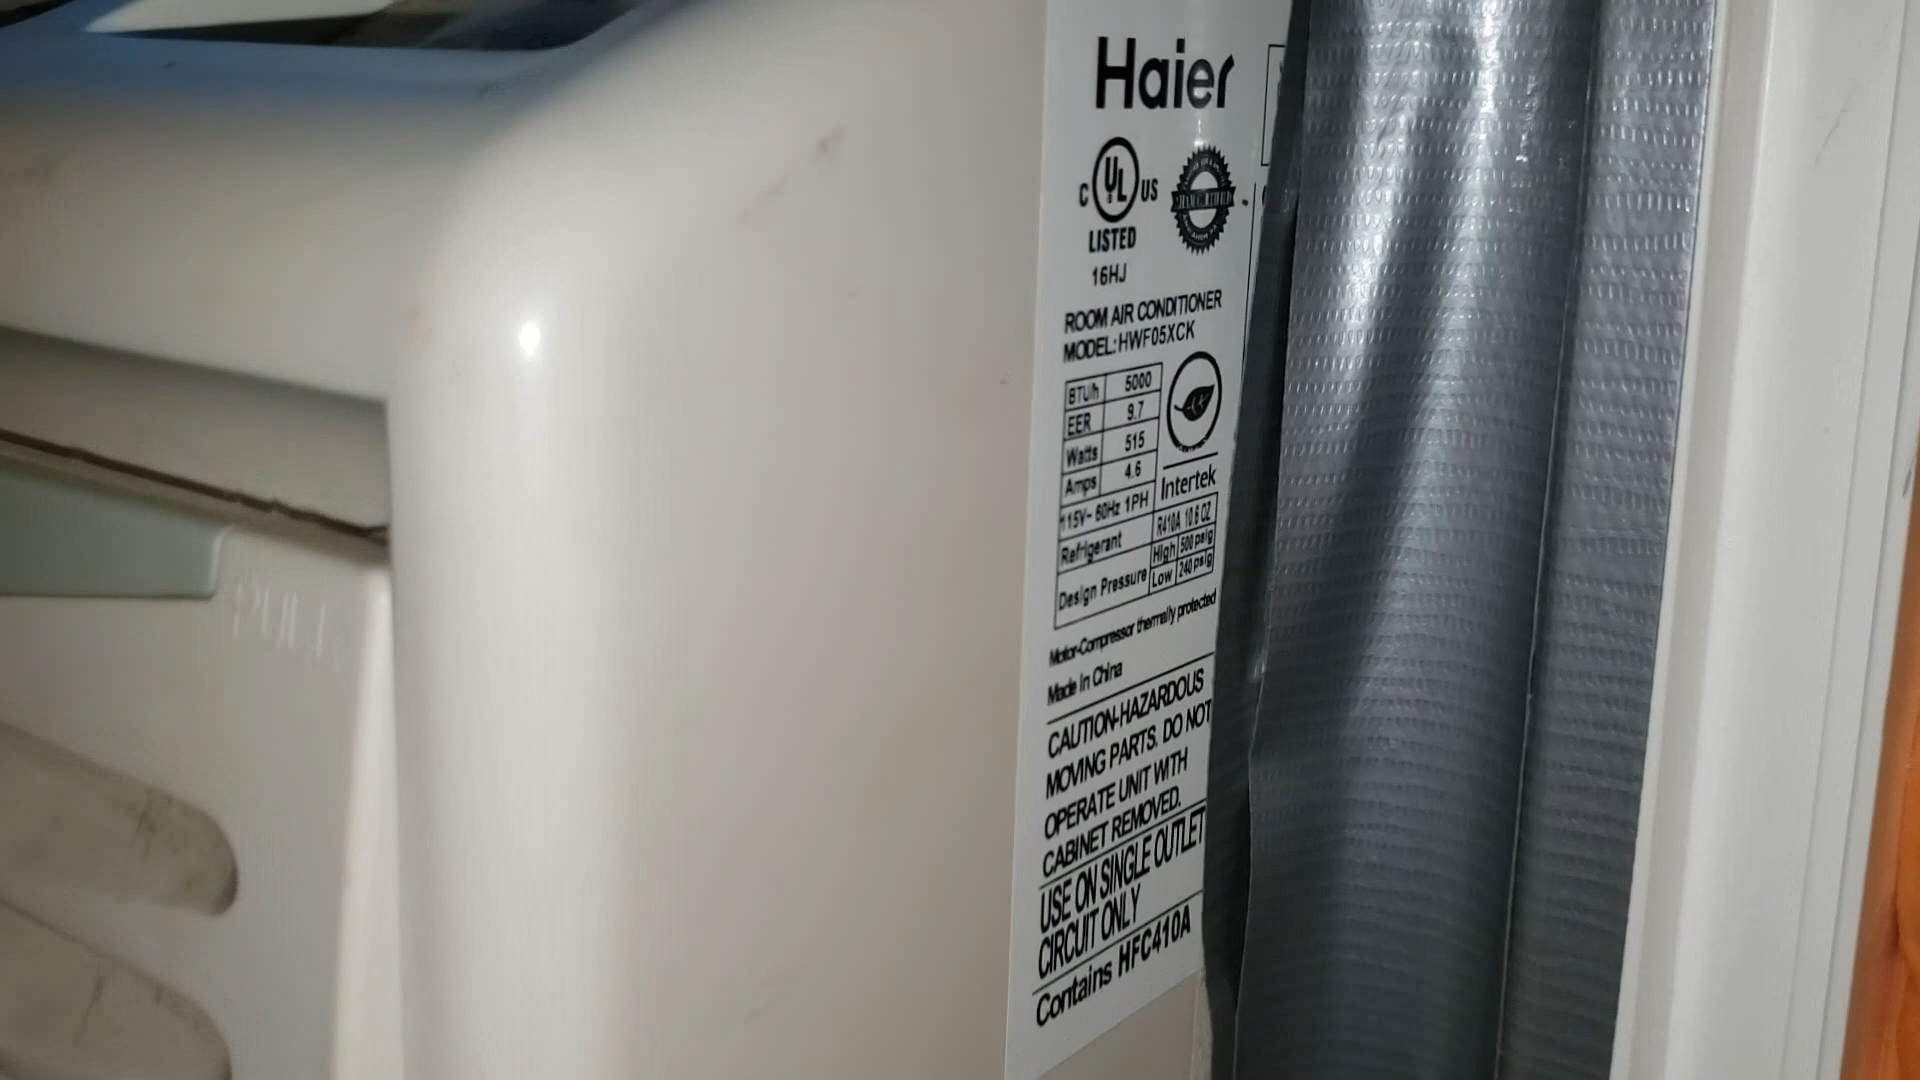 Haier
C UL US
LISTED
16HJ
ROOM AIR CONDITIONER
MODEL: HWF05XCK
BTU/h 5000
EER 9.7
Watts 515
Amps 4.6
115V~ 60Hz 1PH
Intertek
Refrigerant R410A 10.6 OZ
Design Pressure High 500 psig
Low 240 psig
Motor-Compressor thermally protected
Made in China
CAUTION-HAZARDOUS
MOVING PARTS. DO NOT
OPERATE UNIT WITH
CABINET REMOVED.
USE ON SINGLE OUTLET
CIRCUIT ONLY
Contains HFC410A